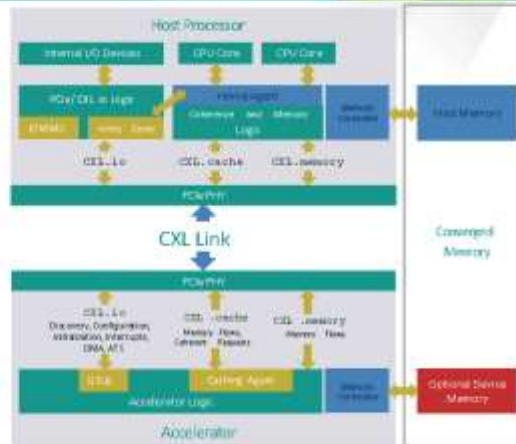 Host Processor
Internal I/O Devices
CPU Core
CPU Core
PCIe/CXL.io logic
Home Agent
Coherence and Memory
Logic
Memory
Controller
Host Memory
CXL.io
CXL.cache
CXL.memory
PCIe PHY
CXL Link
Converged
Memory
PCIe PHY
CXL.io
Discovery, Configuration,
Initialization, Interrupts,
DMA, ATS
CXL .cache
Memory Flows,
Coherent Requests
CXL .memory
Memory Flows
DTLB
Caching Agent
Accelerator Logic
Memory
Controller
Optional Device
Memory
Accelerator